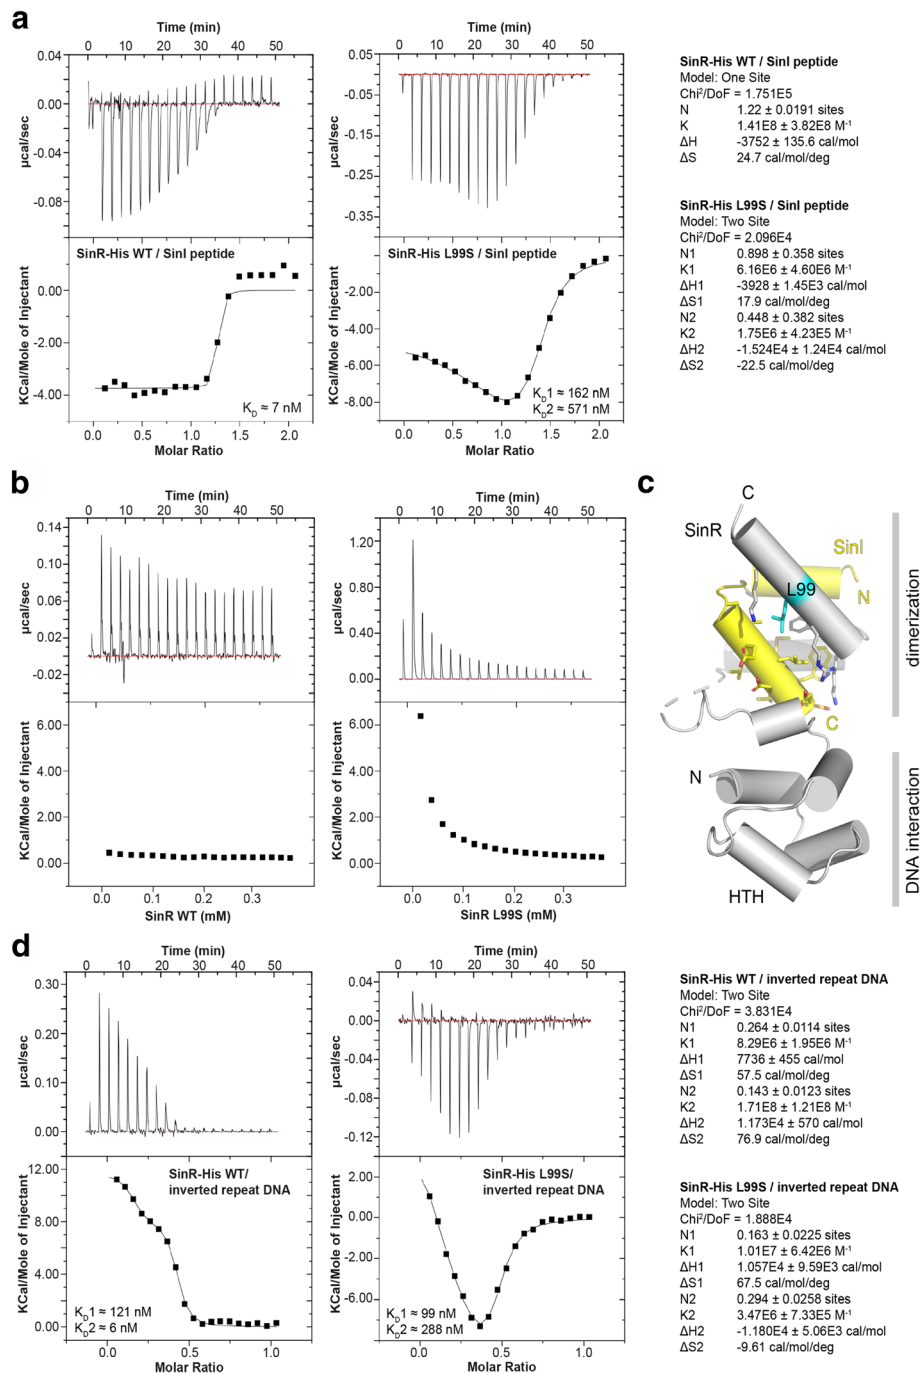 a
Time (min)
0 10 20 30 40 50
0.04
0.00
-0.04
-0.08
µcal/sec
SinR-His WT / SinI peptide
0.00
-2.00
-4.00
KCal/Mole of Injectant
K_D ≈ 7 nM
0.0 0.5 1.0 1.5 2.0
Molar Ratio
Time (min)
0 10 20 30 40 50
0.05
-0.05
-0.15
-0.25
-0.35
µcal/sec
SinR-His L99S / SinI peptide
-2.00
-4.00
-6.00
-8.00
KCal/Mole of Injectant
K_D1 ≈ 162 nM
K_D2 ≈ 571 nM
0.0 0.5 1.0 1.5 2.0
Molar Ratio
SinR-His WT / SinI peptide
Model: One Site
Chi²/DoF = 1.751E5
N 1.22 ± 0.0191 sites
K 1.41E8 ± 3.82E8 M⁻¹
ΔH -3752 ± 135.6 cal/mol
ΔS 24.7 cal/mol/deg
SinR-His L99S / SinI peptide
Model: Two Site
Chi²/DoF = 2.096E4
N1 0.898 ± 0.358 sites
K1 6.16E6 ± 4.60E6 M⁻¹
ΔH1 -3928 ± 1.45E3 cal/mol
ΔS1 17.9 cal/mol/deg
N2 0.448 ± 0.382 sites
K2 1.75E6 ± 4.23E5 M⁻¹
ΔH2 -1.524E4 ± 1.24E4 cal/mol
ΔS2 -22.5 cal/mol/deg
b
Time (min)
0 10 20 30 40 50
0.14
0.10
0.06
0.02
-0.02
µcal/sec
6.00
4.00
2.00
0.00
KCal/Mole of Injectant
0.0 0.1 0.2 0.3
SinR WT (mM)
Time (min)
0 10 20 30 40 50
1.20
0.80
0.40
0.00
µcal/sec
6.00
4.00
2.00
0.00
KCal/Mole of Injectant
0.0 0.1 0.2 0.3
SinR L99S (mM)
c
C
SinR
SinI
L99
N
C
N
HTH
dimerization
DNA interaction
d
Time (min)
0 10 20 30 40 50
0.30
0.20
0.10
0.00
µcal/sec
SinR-His WT/
inverted repeat DNA
12.00
8.00
4.00
0.00
KCal/Mole of Injectant
K_D1 ≈ 121 nM
K_D2 ≈ 6 nM
0.0 0.5 1.0
Molar Ratio
Time (min)
0 10 20 30 40 50
0.04
0.00
-0.04
-0.08
-0.12
µcal/sec
SinR-His L99S/
inverted repeat DNA
2.00
0.00
-2.00
-6.00
KCal/Mole of Injectant
K_D1 ≈ 99 nM
K_D2 ≈ 288 nM
0.0 0.5 1.0
Molar Ratio
SinR-His WT / inverted repeat DNA
Model: Two Site
Chi²/DoF = 3.831E4
N1 0.264 ± 0.0114 sites
K1 8.29E6 ± 1.95E6 M⁻¹
ΔH1 7736 ± 455 cal/mol
ΔS1 57.5 cal/mol/deg
N2 0.143 ± 0.0123 sites
K2 1.71E8 ± 1.21E8 M⁻¹
ΔH2 1.173E4 ± 570 cal/mol
ΔS2 76.9 cal/mol/deg
SinR-His L99S / inverted repeat DNA
Model: Two Site
Chi²/DoF = 1.888E4
N1 0.163 ± 0.0225 sites
K1 1.01E7 ± 6.42E6 M⁻¹
ΔH1 1.057E4 ± 9.59E3 cal/mol
ΔS1 67.5 cal/mol/deg
N2 0.294 ± 0.0258 sites
K2 3.47E6 ± 7.33E5 M⁻¹
ΔH2 -1.180E4 ± 5.06E3 cal/mol
ΔS2 -9.61 cal/mol/deg